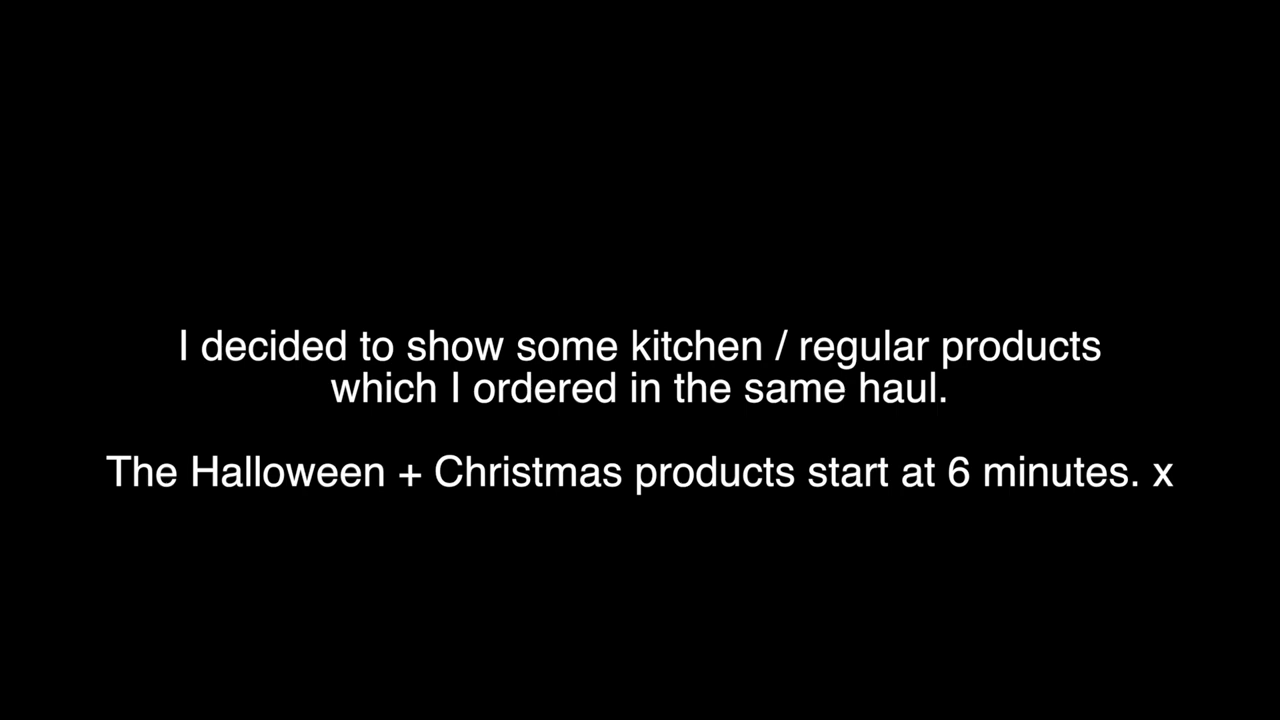 I decided to show some kitchen / regular products
which I ordered in the same haul.
The Halloween + Christmas products start at 6 minutes. x